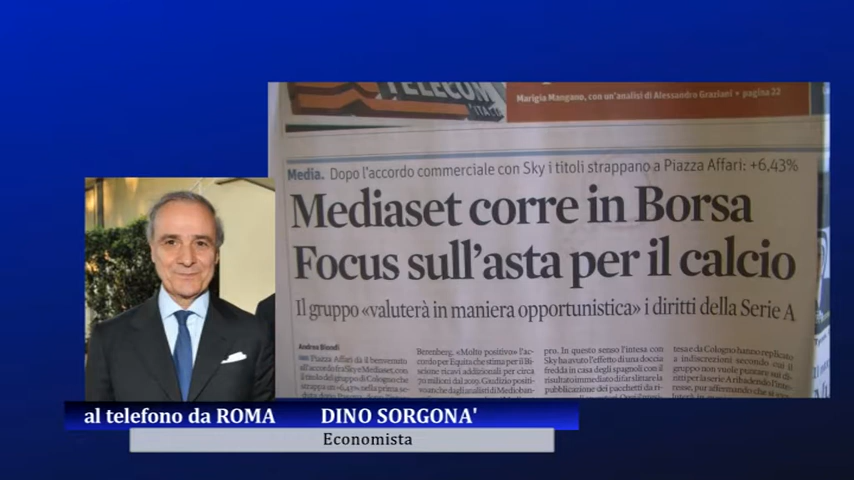 TELECOM
ITALIA
Marigia Mangano, con un'analisi di Alessandro Graziani • pagina 23
Media. Dopo l'accordo commerciale con Sky i titoli strappano a Piazza Affari: +6,43%
Mediaset corre in Borsa
Focus sull'asta per il calcio
Il gruppo «valuterà in maniera opportunistica» i diritti della Serie A
Andrea Biondi
Piazza Affari dà il benvenuto
all'accordo fra Sky e Mediaset, con
il titolo del gruppo di Cologno che
Berenberg. «Molto positivo» l'ac-
cordo per Equita che stima per il Bi-
scione ricavi addizionali per circa
70 milioni dal 2019. Giudizi positivi
pro. In questo senso l'intesa con
Sky ha avuto l'effetto di una doccia
fredda in casa degli spagnoli con il
risultato immediato di far slittare la
pubblicazione dei pacchetti da ri-
tesa e da Cologno hanno replicato
a indiscrezioni secondo cui il
gruppo non vuole puntare sui di-
ritti per la serie A ribadendo l'inte-
al telefono da ROMA
DINO SORGONA'
Economista